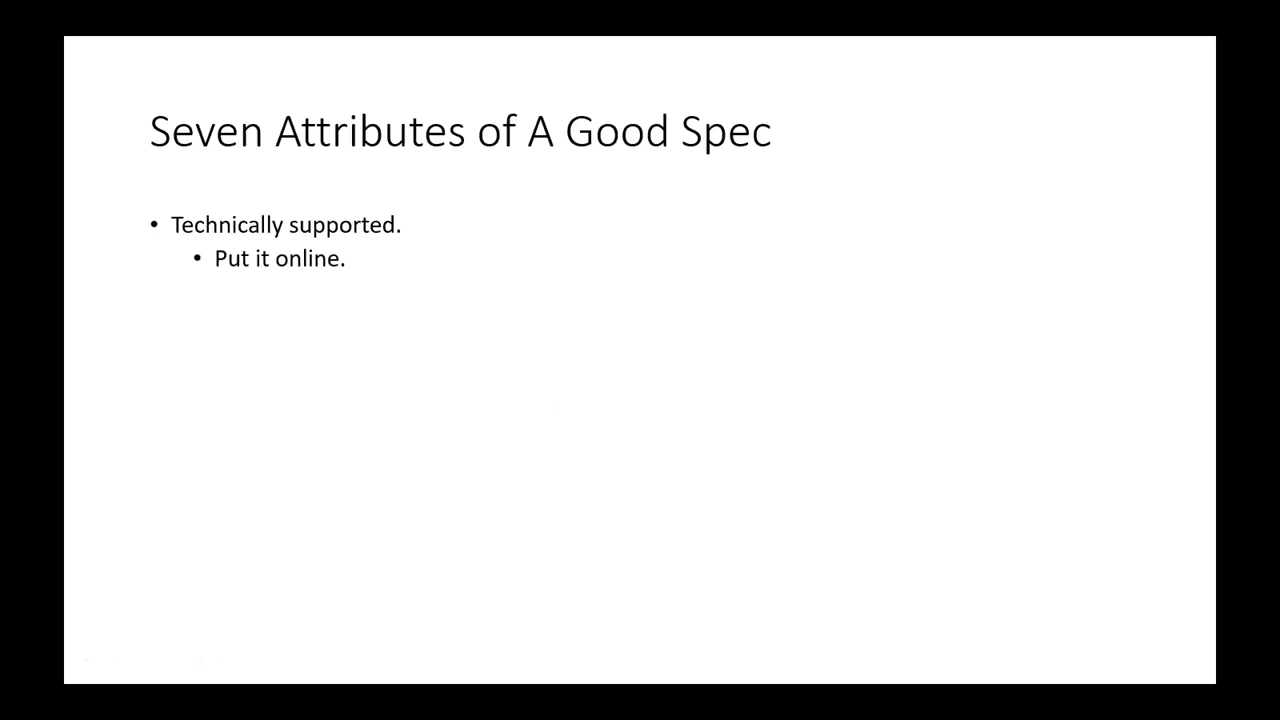 Seven Attributes of A Good Spec
• Technically supported.
• Put it online.